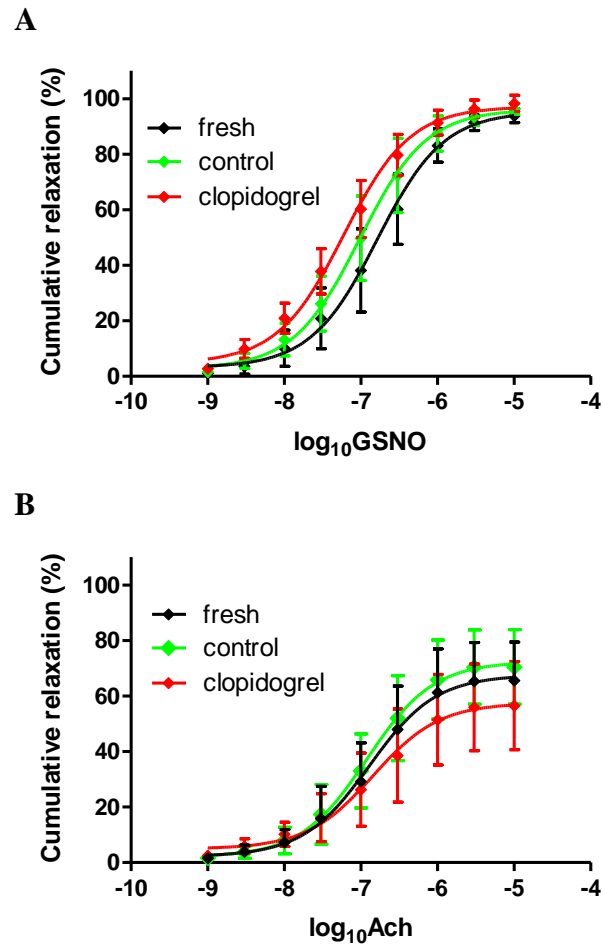 A
100
80
60
40
20
0
Cumulative relaxation (%)
fresh
control
clopidogrel
-10 -9 -8 -7 -6 -5 -4
log₁₀GSNO
B
100
80
60
40
20
0
Cumulative relaxation (%)
fresh
control
clopidogrel
-10 -9 -8 -7 -6 -5 -4
log₁₀Ach